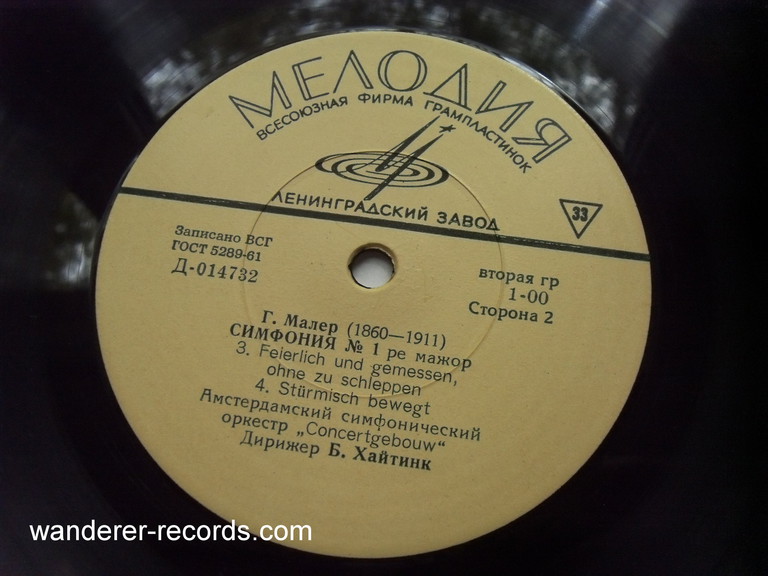 МЕЛОДИЯ
ВСЕСОЮЗНАЯ ФИРМА ГРАМПЛАСТИНОК
ЛЕНИНГРАДСКИЙ ЗАВОД
33
Записано ВСГ
ГОСТ 5289-61
Д-014732
вторая гр
1-00
Сторона 2
Г. Малер (1860—1911)
СИМФОНИЯ № 1 ре мажор
3. Feierlich und gemessen,
ohne zu schleppen
4. Stürmisch bewegt
Амстердамский симфонический
оркестр „Concertgebouw“
Дирижер Б. Хайтинк
wanderer-records.com